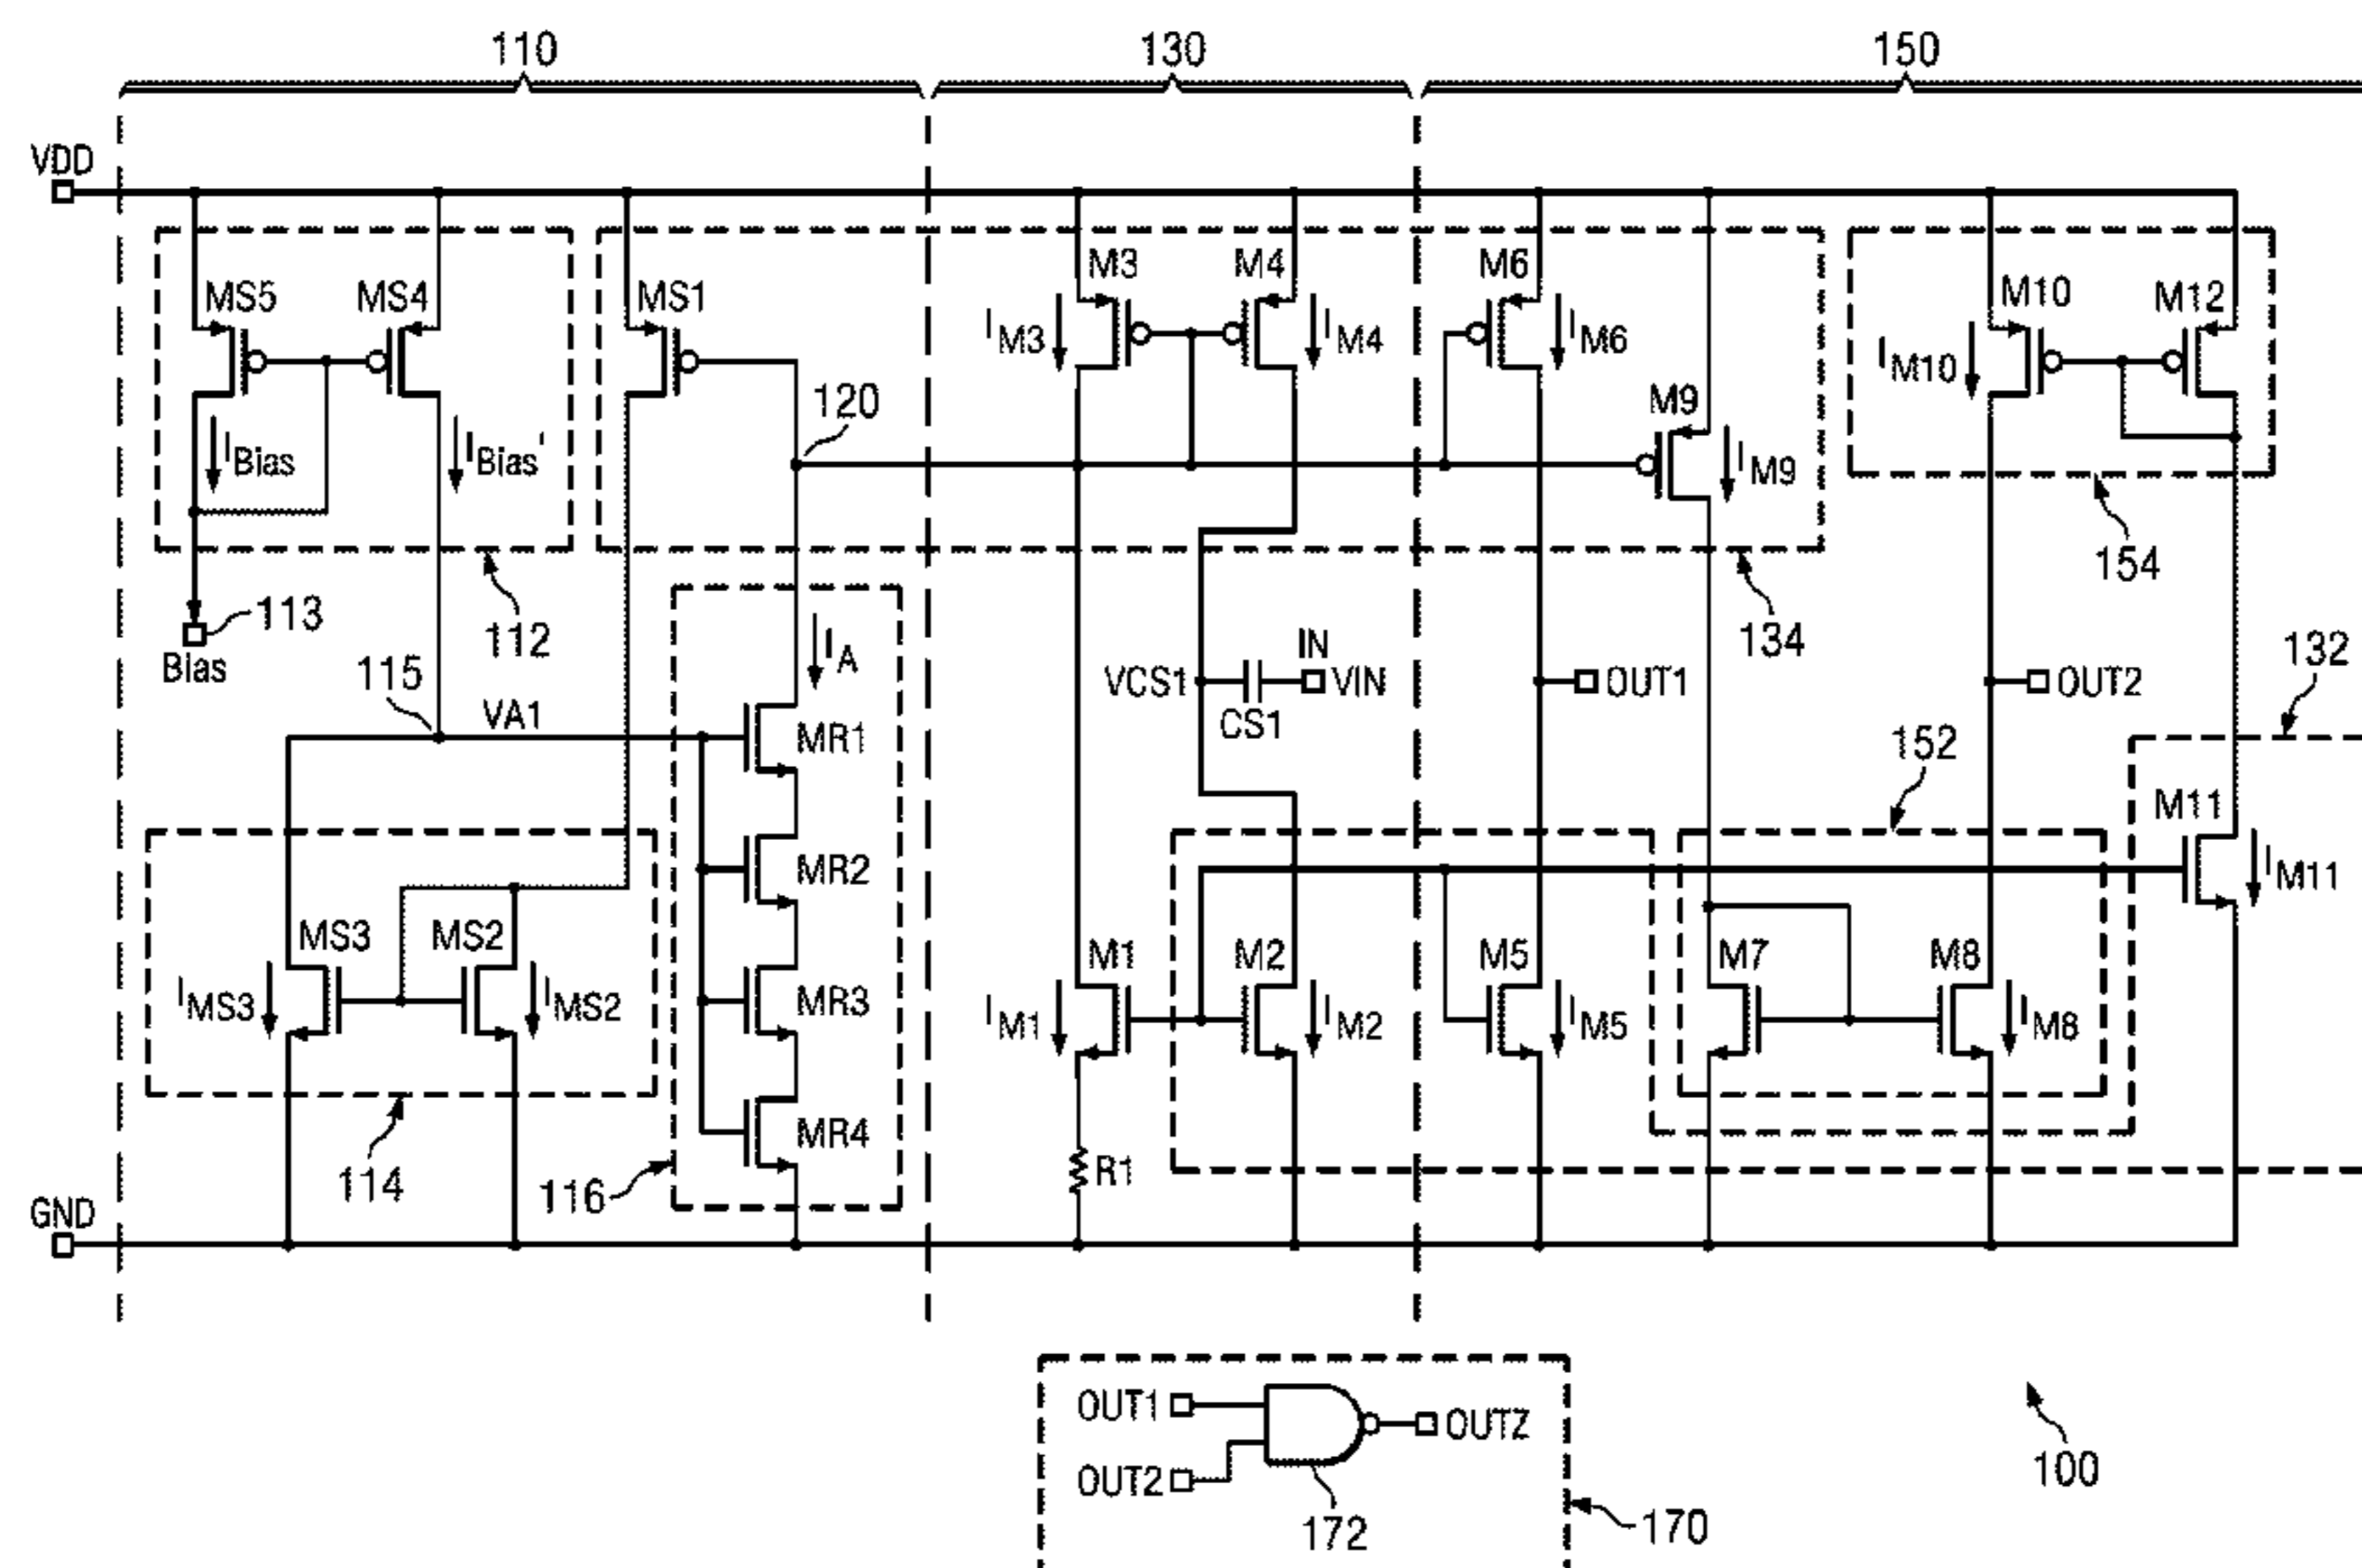 110
130
150
VDD
MS5
MS4
MS1
M3
M4
M6
M10
M12
IM3
IM4
IM6
IM10
120
M9
IBias
IBias'
IM9
154
113
112
134
Bias
IA
IN
132
115
VCS1
VIN
OUT1
OUT2
VA1
CS1
152
MR1
M11
MR2
IM11
MS3
MS2
M1
M2
M5
M7
M8
IMS3
IMS2
MR3
IM1
IM2
IM5
IM8
MR4
114
116
R1
GND
OUT1
OUTZ
OUT2
172
100
170